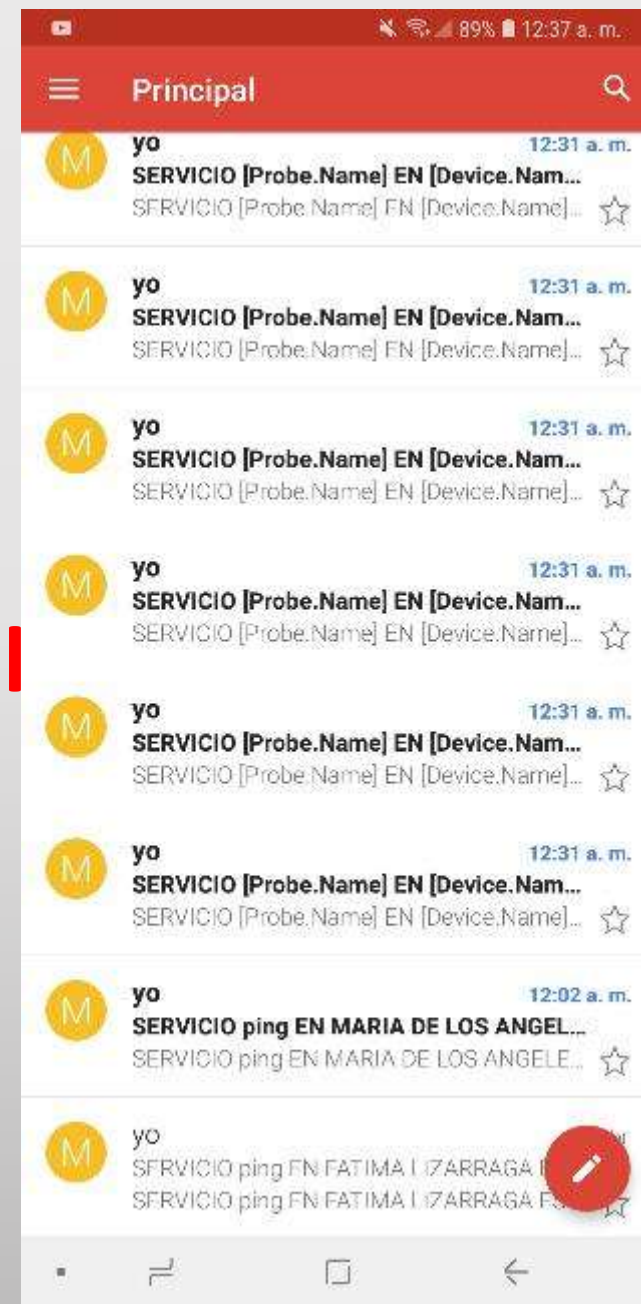 89% 12:37 a. m.
Principal
yo 12:31 a. m.
SERVICIO [Probe.Name] EN [Device.Nam...
SERVICIO [Probe.Name] EN [Device.Name]...
yo 12:31 a. m.
SERVICIO [Probe.Name] EN [Device.Nam...
SERVICIO [Probe.Name] EN [Device.Name]...
yo 12:31 a. m.
SERVICIO [Probe.Name] EN [Device.Nam...
SERVICIO [Probe.Name] EN [Device.Name]...
yo 12:31 a. m.
SERVICIO [Probe.Name] EN [Device.Nam...
SERVICIO [Probe.Name] EN [Device.Name]...
yo 12:31 a. m.
SERVICIO [Probe.Name] EN [Device.Nam...
SERVICIO [Probe.Name] EN [Device.Name]...
yo 12:31 a. m.
SERVICIO [Probe.Name] EN [Device.Nam...
SERVICIO [Probe.Name] EN [Device.Name]...
yo 12:02 a. m.
SERVICIO ping EN MARIA DE LOS ANGEL...
SERVICIO ping EN MARIA DE LOS ANGELE...
yo
SERVICIO ping EN FATIMA LIZARRAGA
SERVICIO ping EN FATIMA LIZARRAGA